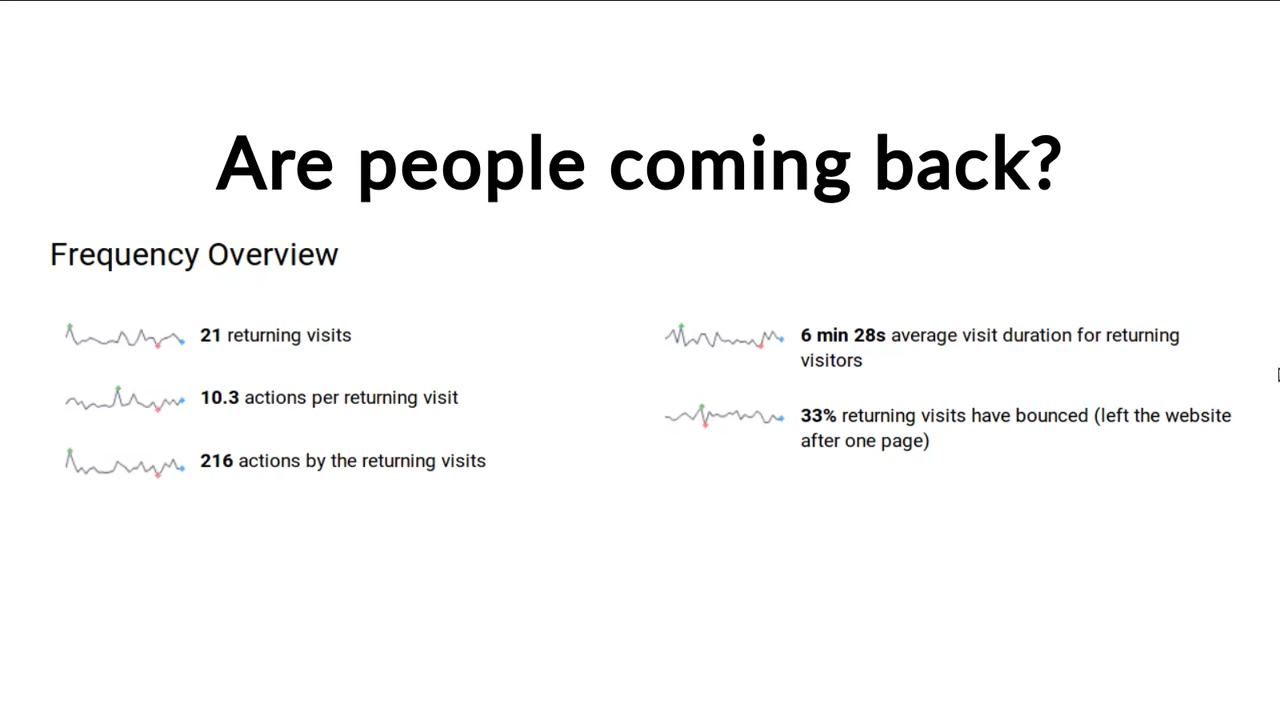 Are people coming back?
Frequency Overview
21 returning visits
10.3 actions per returning visit
216 actions by the returning visits
6 min 28s average visit duration for returning
visitors
33% returning visits have bounced (left the website
after one page)